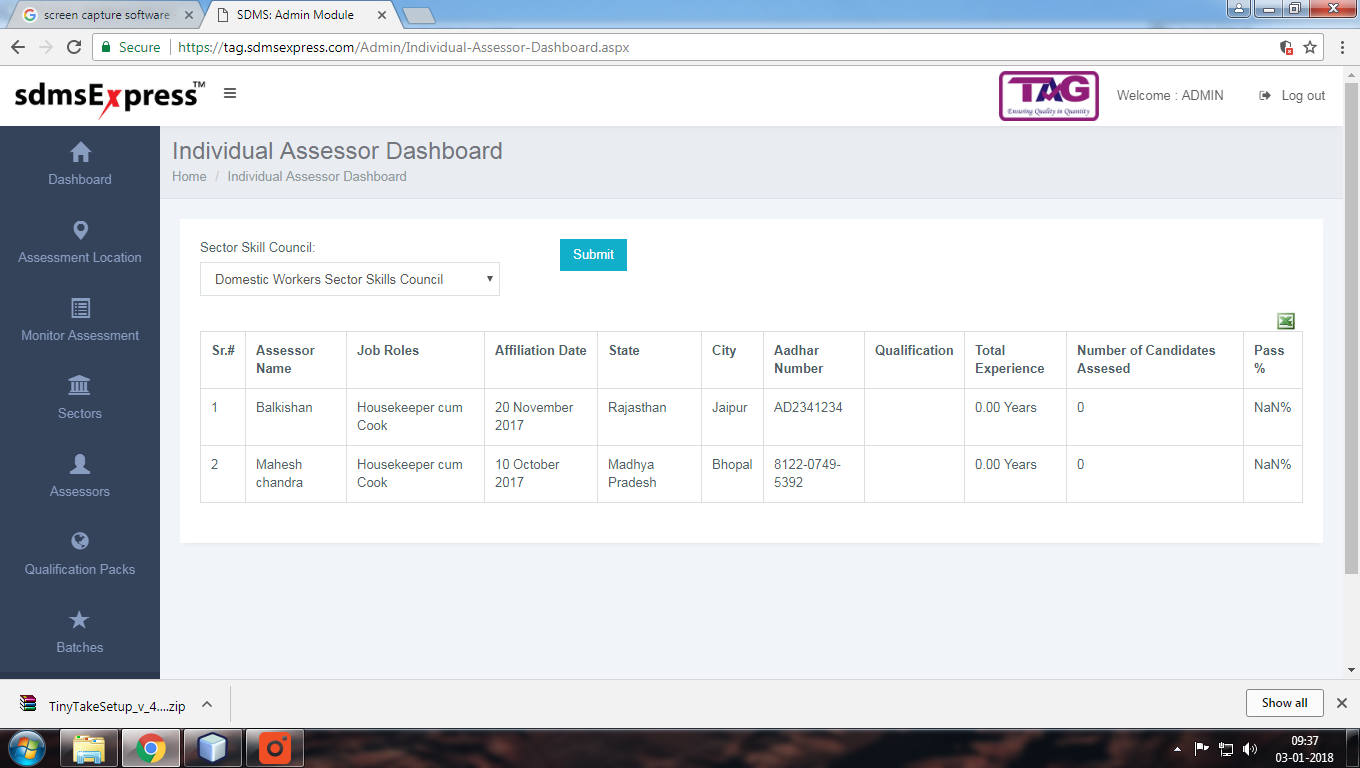 screen capture software
SDMS: Admin Module
Secure
https://tag.sdmsexpress.com/Admin/Individual-Assessor-Dashboard.aspx
sdmsExpress™
TAG
Ensuring Quality in Quantity
Welcome : ADMIN
Log out
Dashboard
Assessment Location
Monitor Assessment
Sectors
Assessors
Qualification Packs
Batches
Individual Assessor Dashboard
Home / Individual Assessor Dashboard
Sector Skill Council:
Domestic Workers Sector Skills Council
Submit
Sr.# Assessor Name Job Roles Affiliation Date State City Aadhar Number Qualification Total Experience Number of Candidates Assesed Pass %
1 Balkishan Housekeeper cum Cook 20 November 2017 Rajasthan Jaipur AD2341234 0.00 Years 0 NaN%
2 Mahesh chandra Housekeeper cum Cook 10 October 2017 Madhya Pradesh Bhopal 8122-0749-5392 0.00 Years 0 NaN%
TinyTakeSetup_v_4....zip
Show all
09:37
03-01-2018